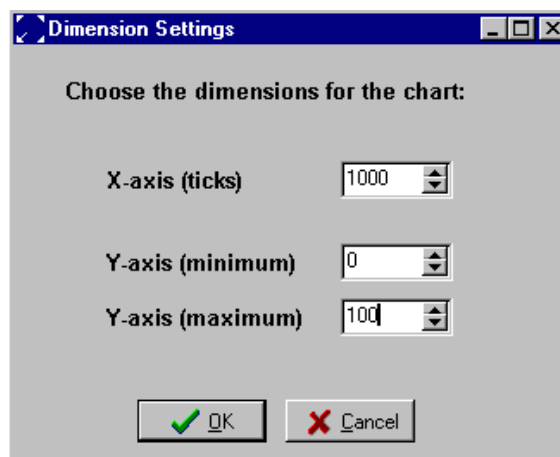 Dimension Settings
Choose the dimensions for the chart:
X-axis (ticks) 1000
Y-axis (minimum) 0
Y-axis (maximum) 100
OK Cancel